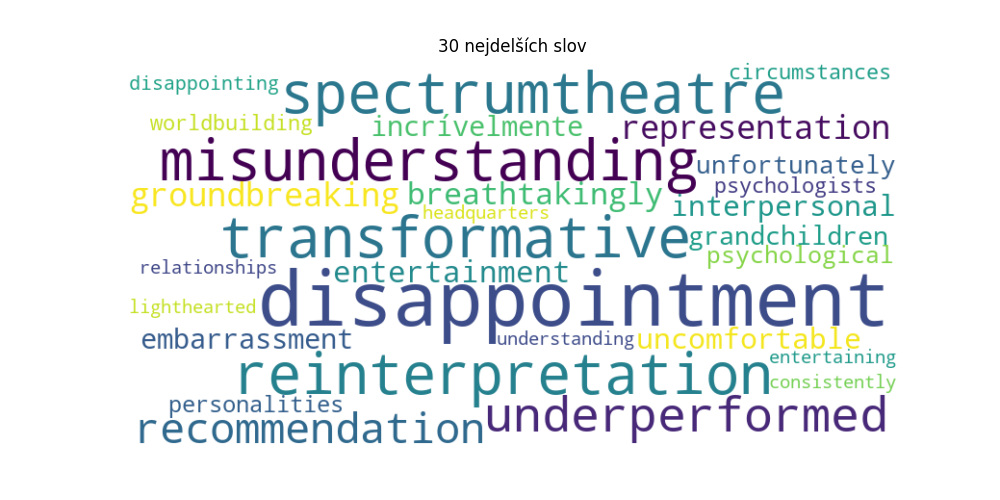 30 nejdelších slov
circumstances
disappointing
spectrumtheatre
worldbuilding
incrívelmente
representation
misunderstanding
unfortunately
psychologists
groundbreaking
breathtakingly
interpersonal
headquarters
transformative
grandchildren
psychological
relationships
entertainment
disappointment
lighthearted
embarrassment
understanding
uncomfortable
entertaining
reinterpretation
consistently
personalities
underperformed
recommendation